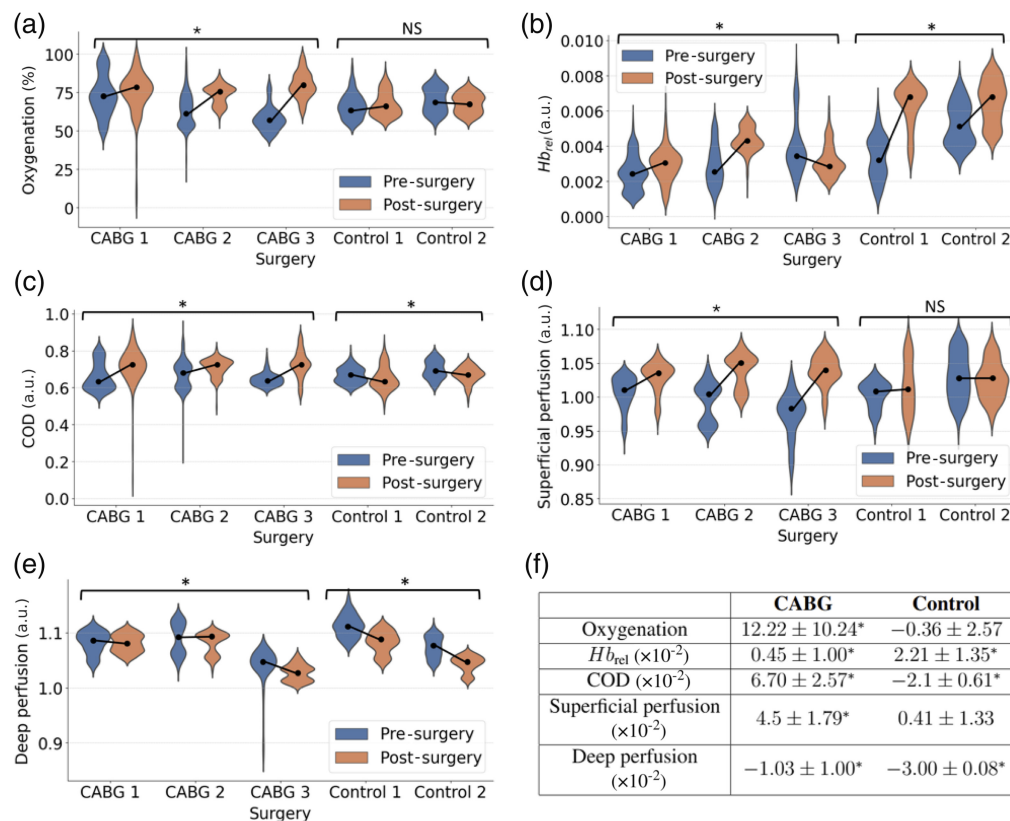 (a)
*
NS
Oxygenation (%)
100
75
50
25
0
Pre-surgery
Post-surgery
CABG 1
CABG 2
CABG 3
Control 1
Control 2
Surgery
(b)
*
*
Hbrel (a.u.)
0.010
0.008
0.006
0.004
0.002
0.000
Pre-surgery
Post-surgery
CABG 1
CABG 2
CABG 3
Control 1
Control 2
Surgery
(c)
*
*
COD (a.u.)
1.0
0.8
0.6
0.4
0.2
0.0
Pre-surgery
Post-surgery
CABG 1
CABG 2
CABG 3
Control 1
Control 2
Surgery
(d)
*
NS
Superficial perfusion (a.u.)
1.10
1.05
1.00
0.95
0.90
0.85
Pre-surgery
Post-surgery
CABG 1
CABG 2
CABG 3
Control 1
Control 2
Surgery
(e)
*
*
Deep perfusion (a.u.)
1.1
1.0
0.9
Pre-surgery
Post-surgery
CABG 1
CABG 2
CABG 3
Control 1
Control 2
Surgery
(f)
CABG Control
Oxygenation 12.22 ± 10.24* −0.36 ± 2.57
Hbrel (×10-2) 0.45 ± 1.00* 2.21 ± 1.35*
COD (×10-2) 6.70 ± 2.57* −2.1 ± 0.61*
Superficial perfusion
(×10-2) 4.5 ± 1.79* 0.41 ± 1.33
Deep perfusion
(×10-2) −1.03 ± 1.00* −3.00 ± 0.08*